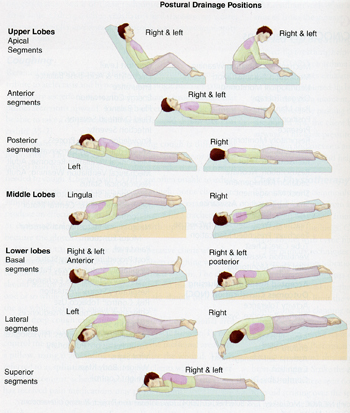 Postural Drainage Positions
Upper Lobes
Apical
Segments
Right & left
Right & left
Anterior
segments
Right & left
Posterior
segments
Left
Right
Middle Lobes
Lingula
Right
Lower lobes
Basal
segments
Right & left
Anterior
Right & left
posterior
Lateral
segments
Left
Right
Superior
segments
Right & left